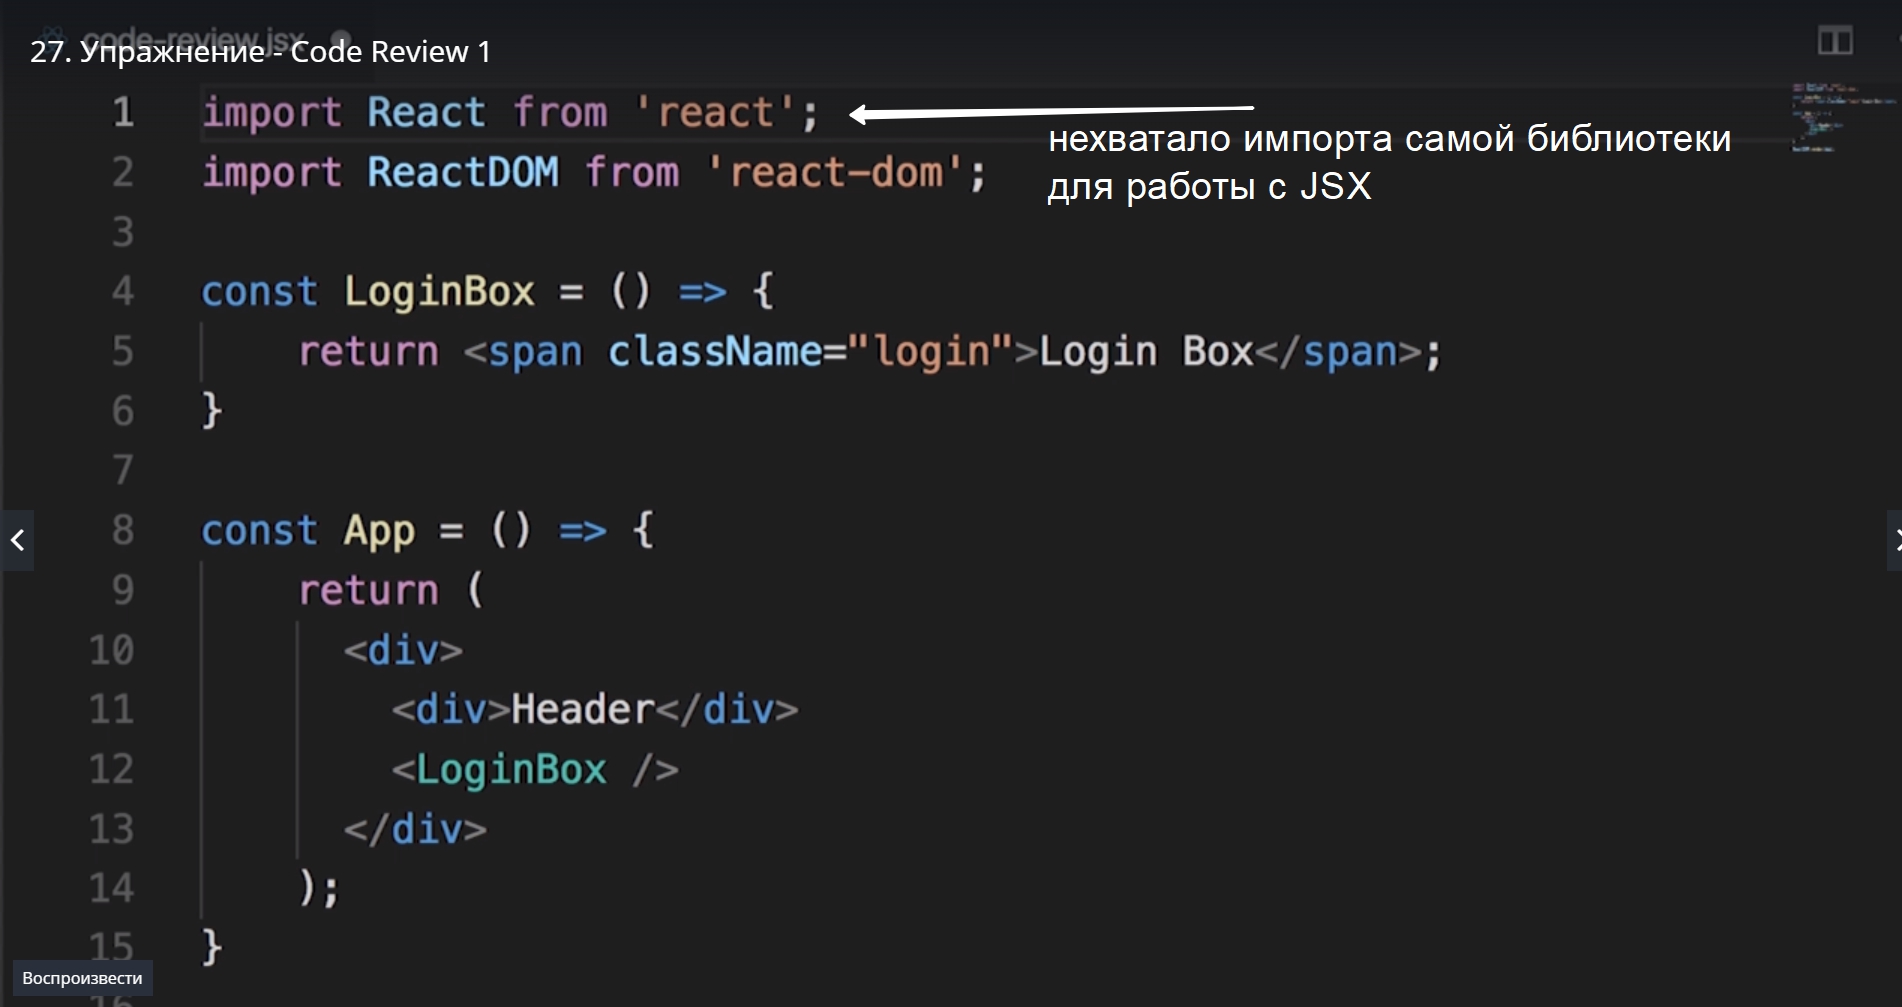 code-review.jsx
27. Упражнение - Code Review 1
1 import React from 'react';
нехватало импорта самой библиотеки
для работы с JSX
2 import ReactDOM from 'react-dom';
3
4 const LoginBox = () => {
5 return <span className="login">Login Box</span>;
6 }
7
8 const App = () => {
9 return (
10 <div>
11 <div>Header</div>
12 <LoginBox />
13 </div>
14 );
15 }
Воспроизвести
16